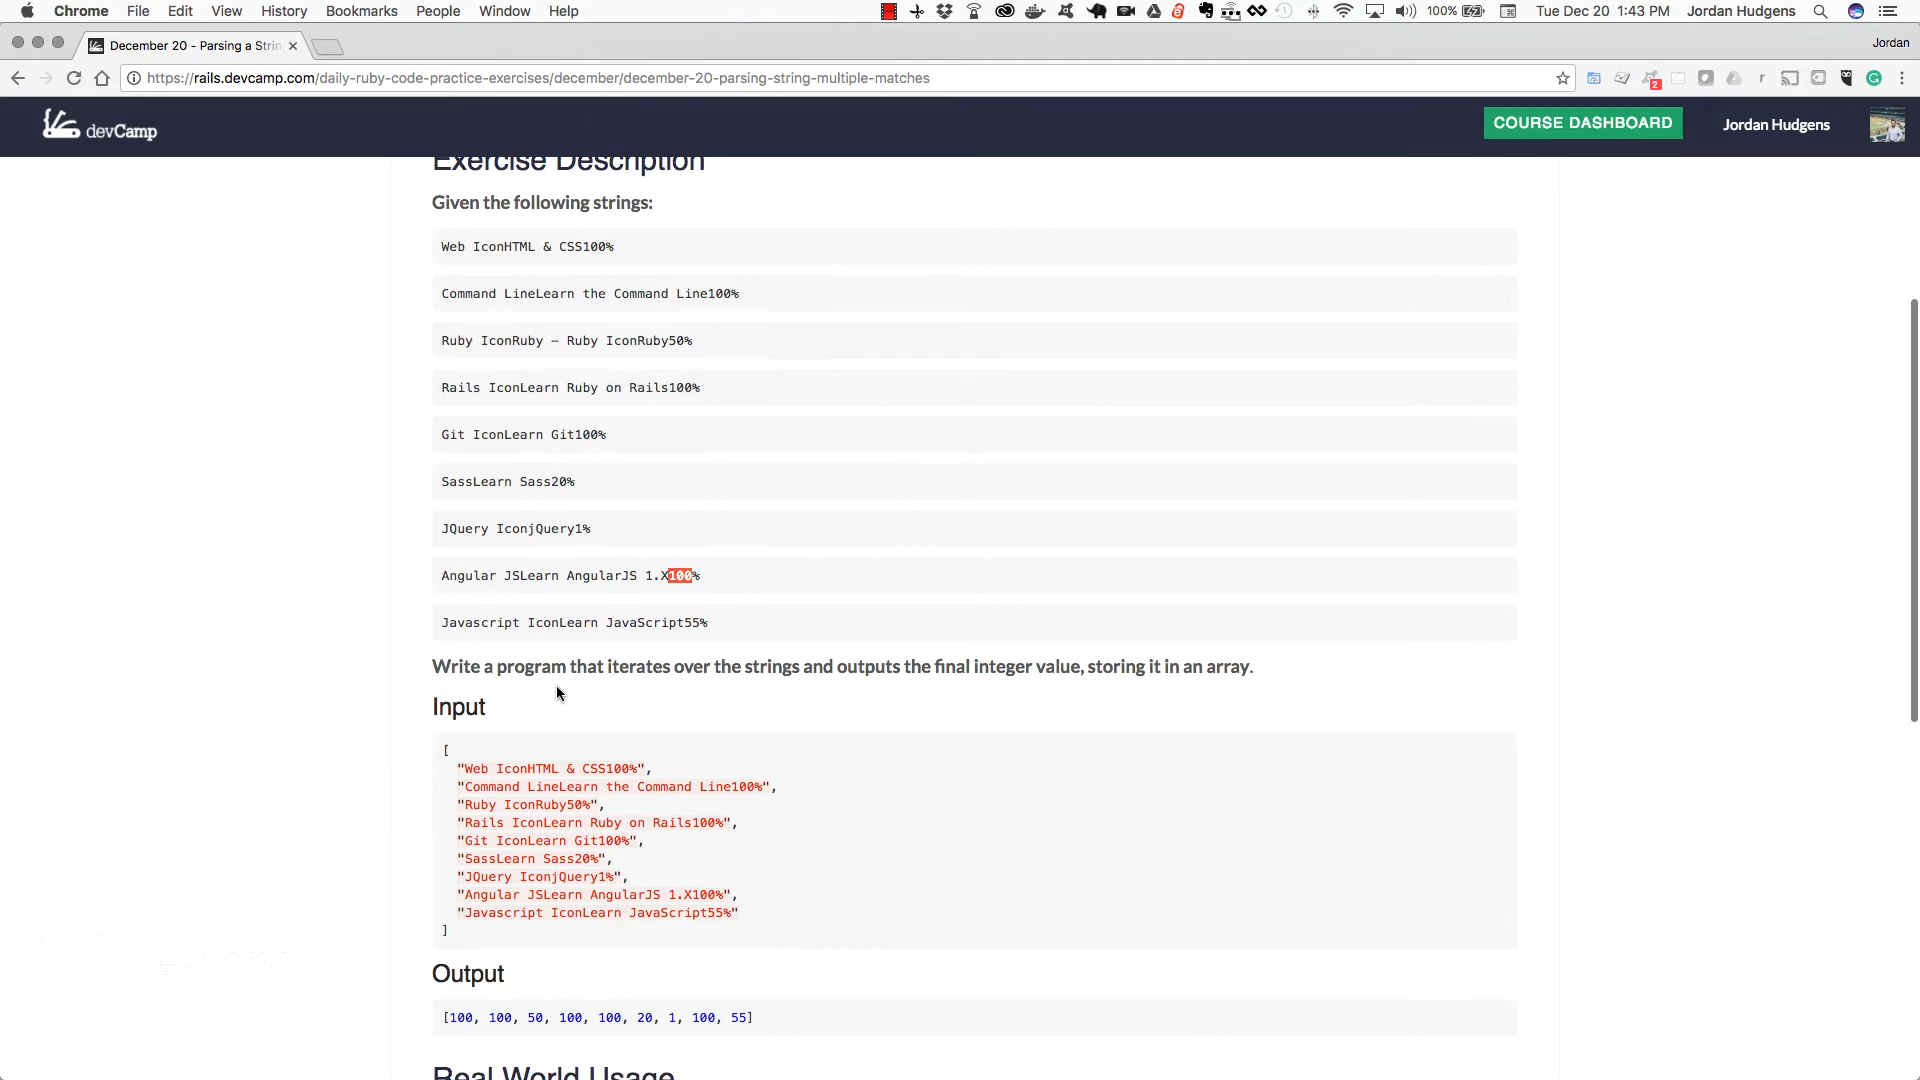 Chrome File Edit View History Bookmarks People Window Help 100% Tue Dec 20 1:43 PM Jordan Hudgens
December 20 - Parsing a Strin Jordan
https://rails.devcamp.com/daily-ruby-code-practice-exercises/december/december-20-parsing-string-multiple-matches 2 r
devCamp COURSE DASHBOARD Jordan Hudgens
Exercise Description
Given the following strings:
Web IconHTML & CSS100%
Command LineLearn the Command Line100%
Ruby IconRuby – Ruby IconRuby50%
Rails IconLearn Ruby on Rails100%
Git IconLearn Git100%
SassLearn Sass20%
JQuery IconjQuery1%
Angular JSLearn AngularJS 1.X100%
Javascript IconLearn JavaScript55%
Write a program that iterates over the strings and outputs the final integer value, storing it in an array.
Input
[
"Web IconHTML & CSS100%",
"Command LineLearn the Command Line100%",
"Ruby IconRuby50%",
"Rails IconLearn Ruby on Rails100%",
"Git IconLearn Git100%",
"SassLearn Sass20%",
"JQuery IconjQuery1%",
"Angular JSLearn AngularJS 1.X100%",
"Javascript IconLearn JavaScript55%"
]
Output
[100, 100, 50, 100, 100, 20, 1, 100, 55]
Real World Usage